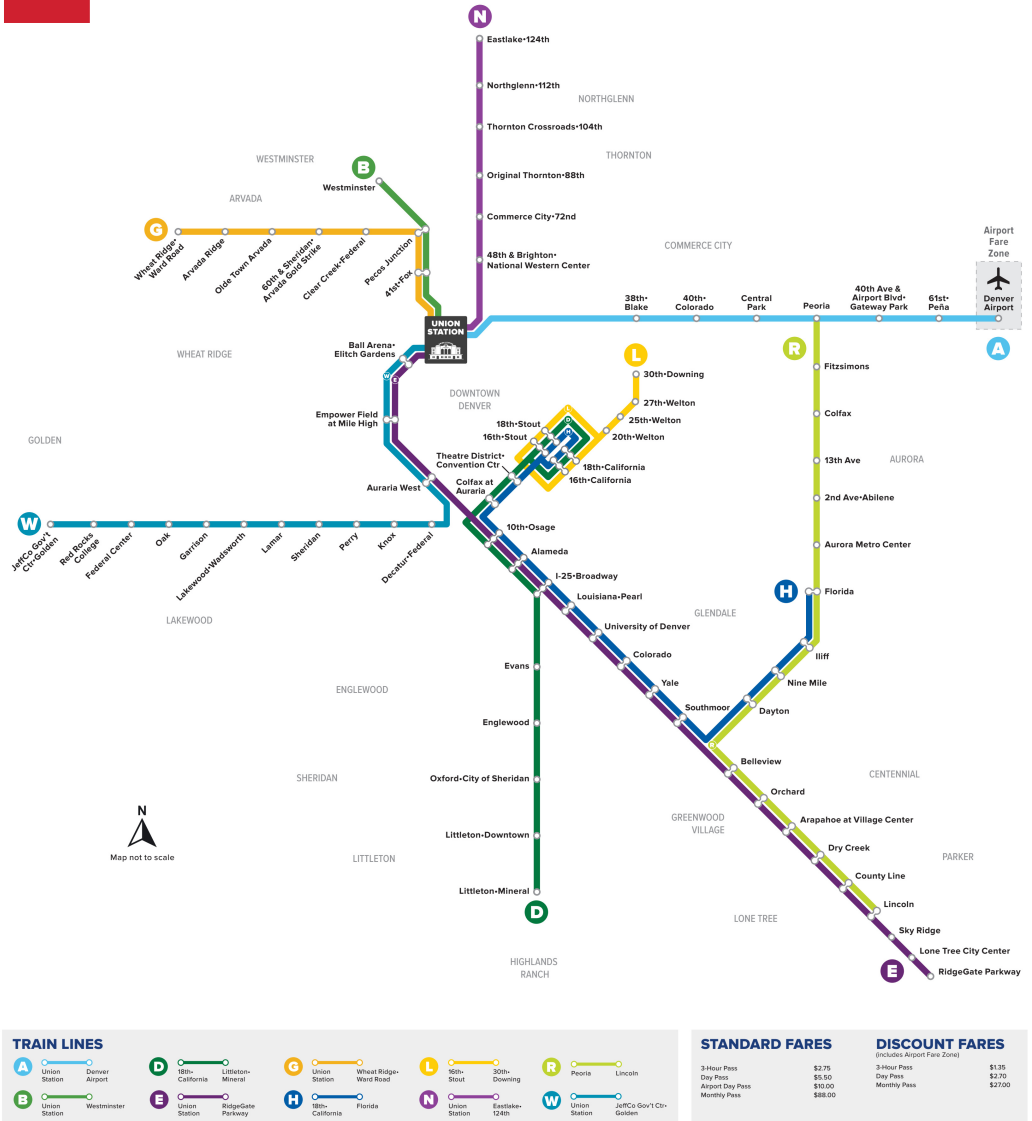 N
Eastlake•124th
Northglenn•112th
NORTHGLENN
Thornton Crossroads•104th
THORNTON
WESTMINSTER
B
Westminster
Original Thornton•88th
ARVADA
Commerce City•72nd
G
Wheat Ridge•
Ward Road
Arvada Ridge
Olde Town Arvada
60th & Sheridan•
Arvada Gold Strike
Clear Creek•Federal
Pecos Junction
41st•Fox
48th & Brighton•
National Western Center
COMMERCE CITY
Airport
Fare
Zone
38th•
Blake
40th•
Colorado
Central
Park
Peoria
40th Ave &
Airport Blvd•
Gateway Park
61st•
Peña
Denver
Airport
UNION
STATION
A
R
L
Ball Arena•
Elitch Gardens
WHEAT RIDGE
W
E
30th•Downing
Fitzsimons
DOWNTOWN
DENVER
27th•Welton
25th•Welton
20th•Welton
Empower Field
at Mile High
18th•Stout
16th•Stout
L
D
H
Colfax
GOLDEN
Theatre District•
Convention Ctr
18th•California
16th•California
13th Ave
AURORA
Auraria West
Colfax at
Auraria
2nd Ave•Abilene
W
JeffCo Gov't
Ctr•Golden
Red Rocks
College
Federal Center
Oak
Garrison
Lakewood•Wadsworth
Lamar
Sheridan
Perry
Knox
Decatur•Federal
10th•Osage
Alameda
I-25•Broadway
Louisiana•Pearl
University of Denver
Colorado
Yale
Southmoor
Aurora Metro Center
H
Florida
GLENDALE
LAKEWOOD
Iliff
Nine Mile
Dayton
Evans
ENGLEWOOD
Englewood
Belleview
Orchard
Arapahoe at Village Center
Dry Creek
County Line
Lincoln
Sky Ridge
Lone Tree City Center
RidgeGate Parkway
E
SHERIDAN
Oxford•City of Sheridan
CENTENNIAL
N
Map not to scale
GREENWOOD
VILLAGE
Littleton•Downtown
LITTLETON
PARKER
Littleton•Mineral
D
LONE TREE
HIGHLANDS
RANCH
TRAIN LINES
A
Union
Station
Denver
Airport
D
18th•
California
Littleton•
Mineral
G
Union
Station
Wheat Ridge•
Ward Road
L
16th•
Stout
30th•
Downing
R
Peoria
Lincoln
B
Union
Station
Westminster
E
Union
Station
RidgeGate
Parkway
H
18th•
California
Florida
N
Union
Station
Eastlake•
124th
W
Union
Station
JeffCo Gov't Ctr•
Golden
STANDARD FARES
3-Hour Pass $2.75
Day Pass $5.50
Airport Day Pass $10.00
Monthly Pass $88.00
DISCOUNT FARES
(includes Airport Fare Zone)
3-Hour Pass $1.35
Day Pass $2.70
Monthly Pass $27.00